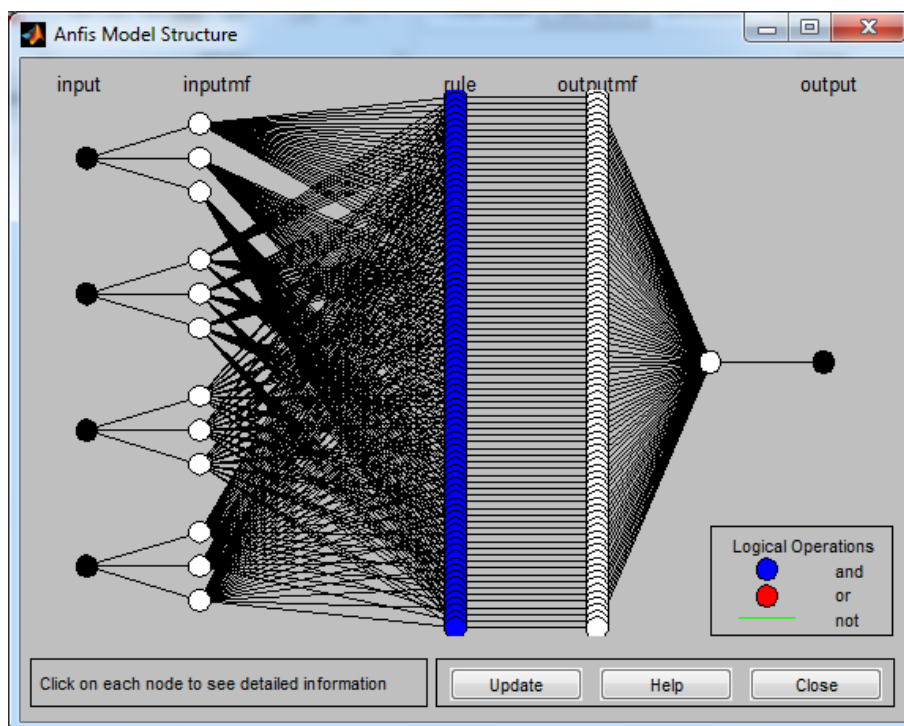 Anfis Model Structure
input inputmf rule outputmf output
Logical Operations
and
or
not
Click on each node to see detailed information
Update Help Close